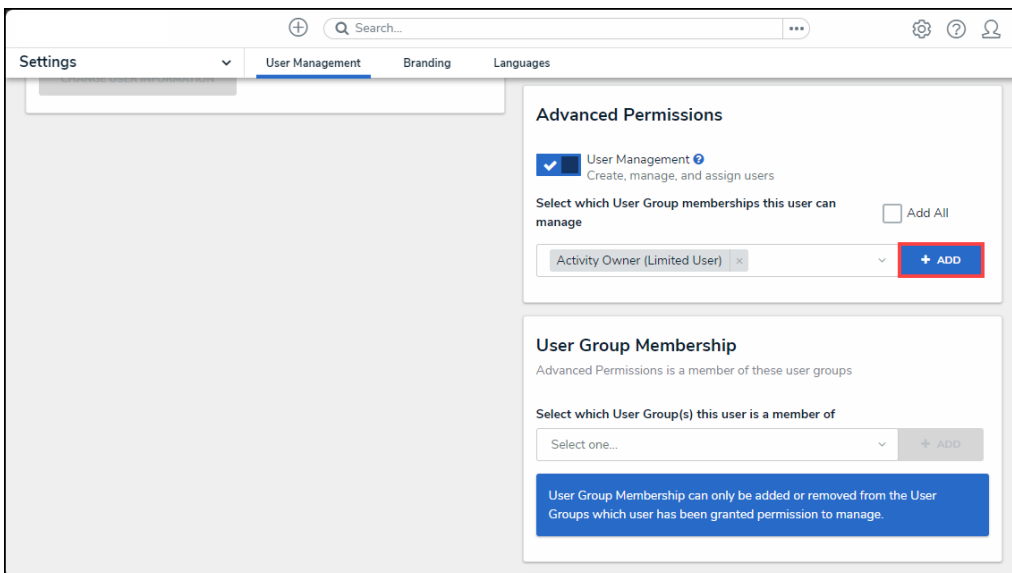 Search...
Settings
User Management
Branding
Languages
CHANGE USER INFORMATION
Advanced Permissions
User Management
Create, manage, and assign users
Select which User Group memberships this user can
manage
Add All
Activity Owner (Limited User) ×
+ ADD
User Group Membership
Advanced Permissions is a member of these user groups
Select which User Group(s) this user is a member of
Select one...
+ ADD
User Group Membership can only be added or removed from the User
Groups which user has been granted permission to manage.